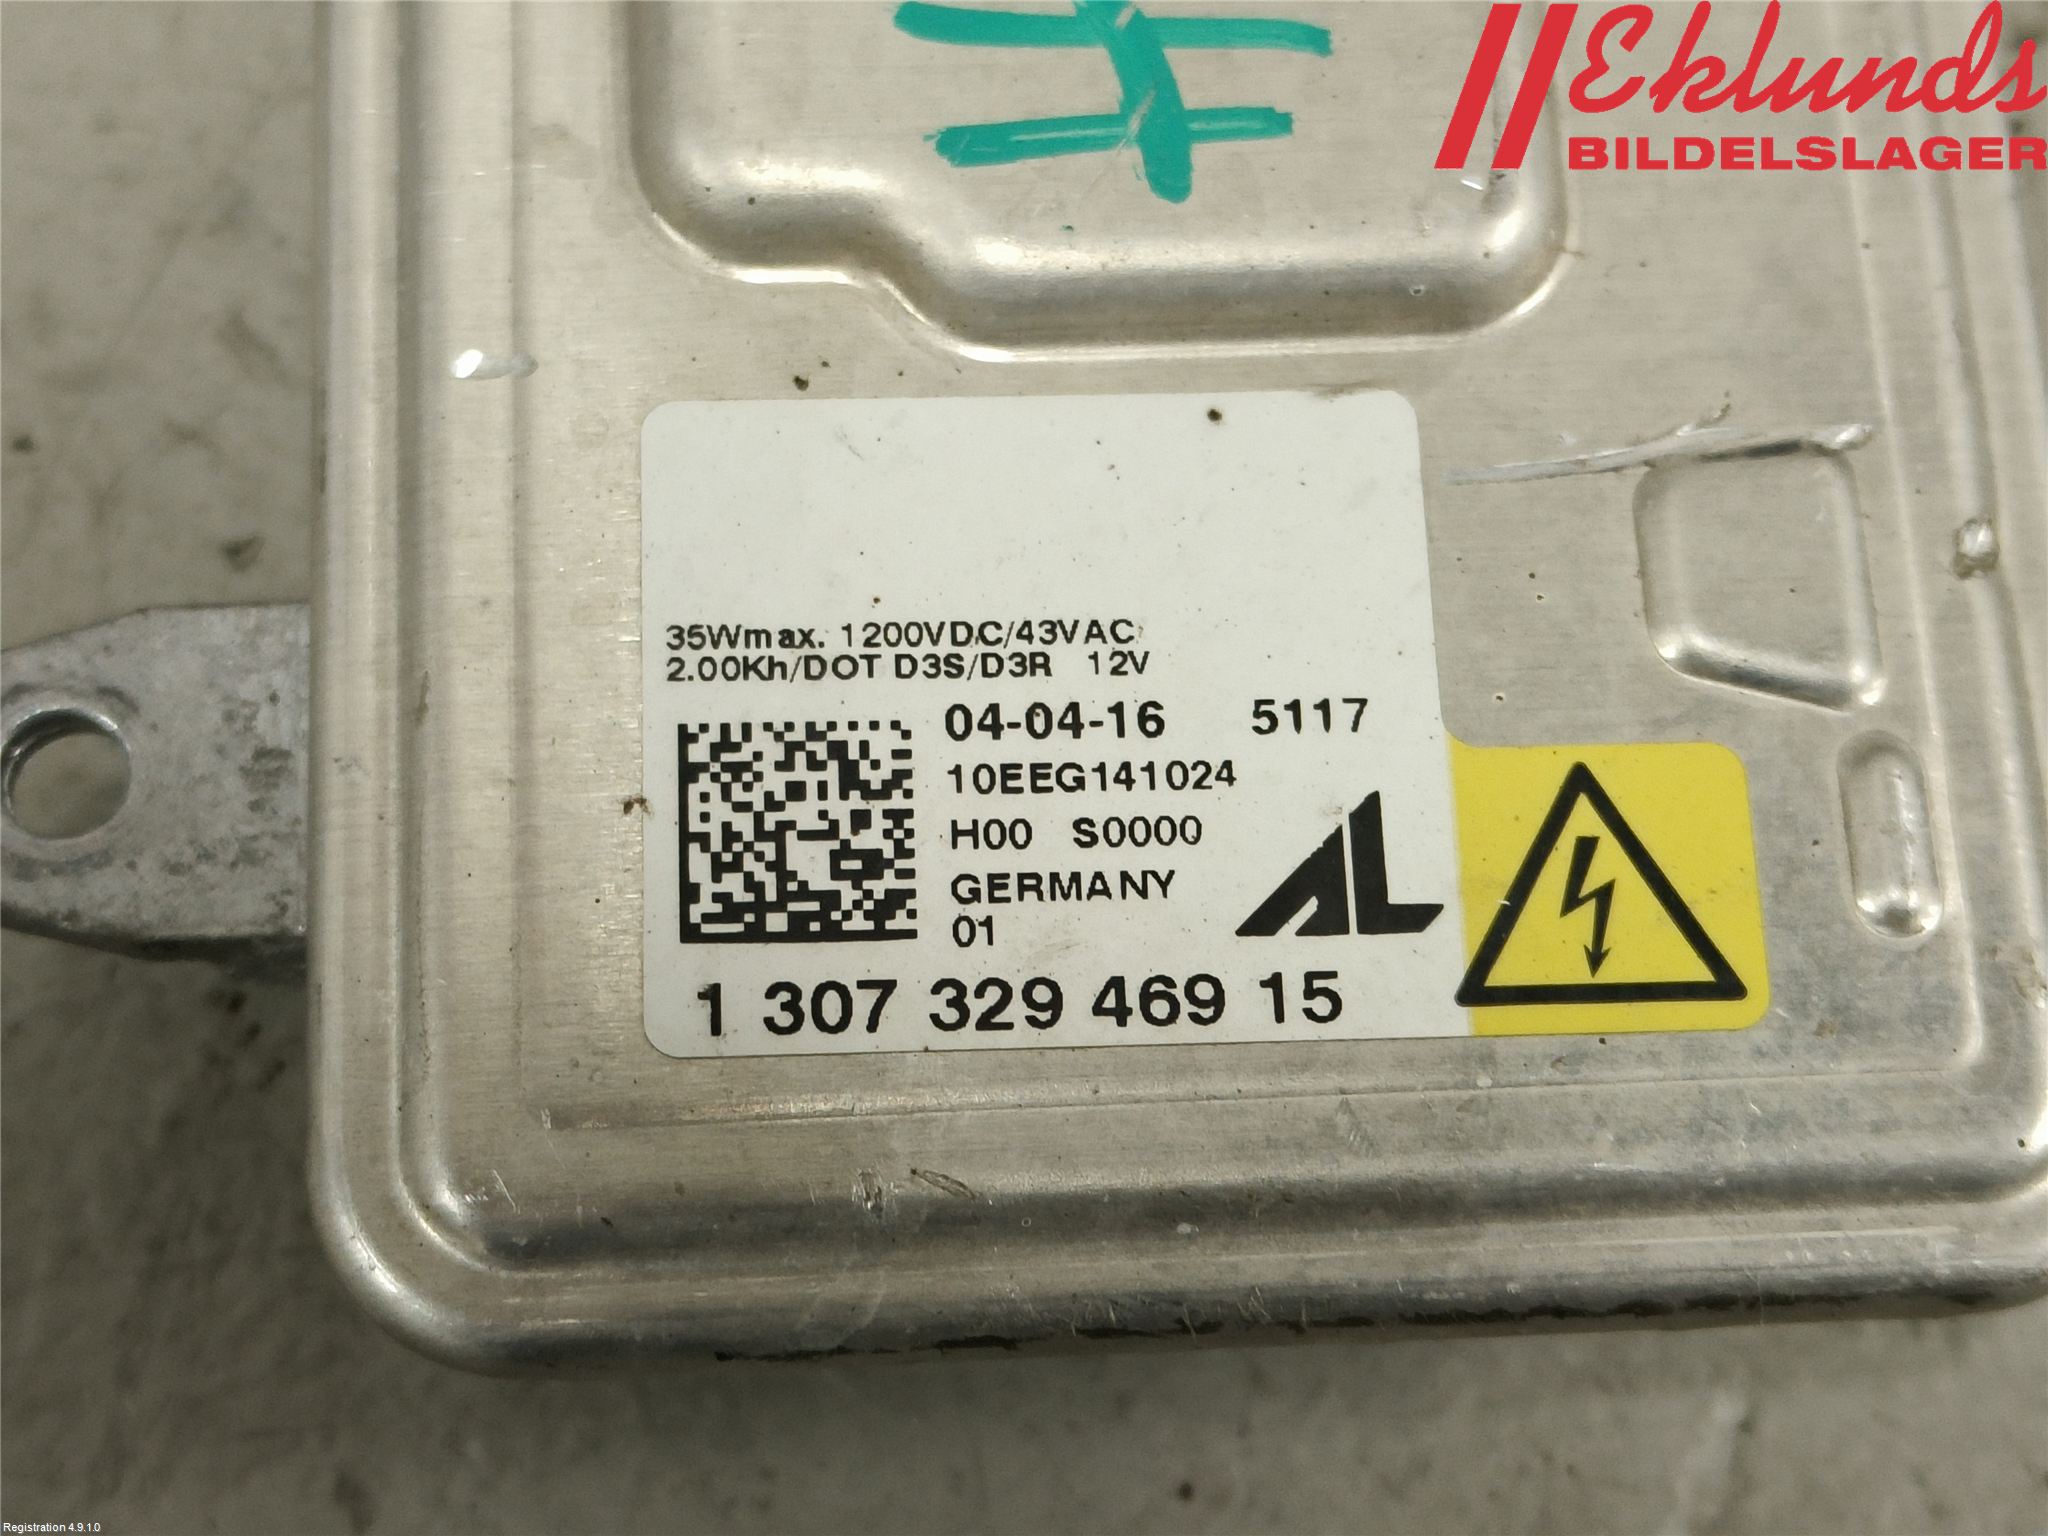 Eklunds
BILDELSLAGER
35Wmax. 1200VDC/43VAC
2.00Kh/DOT D3S/D3R 12V
04-04-16 5117
10EEG141024
H00 S0000
GERMANY
01
AL
1 307 329 469 15
Registration 4.9.1.0